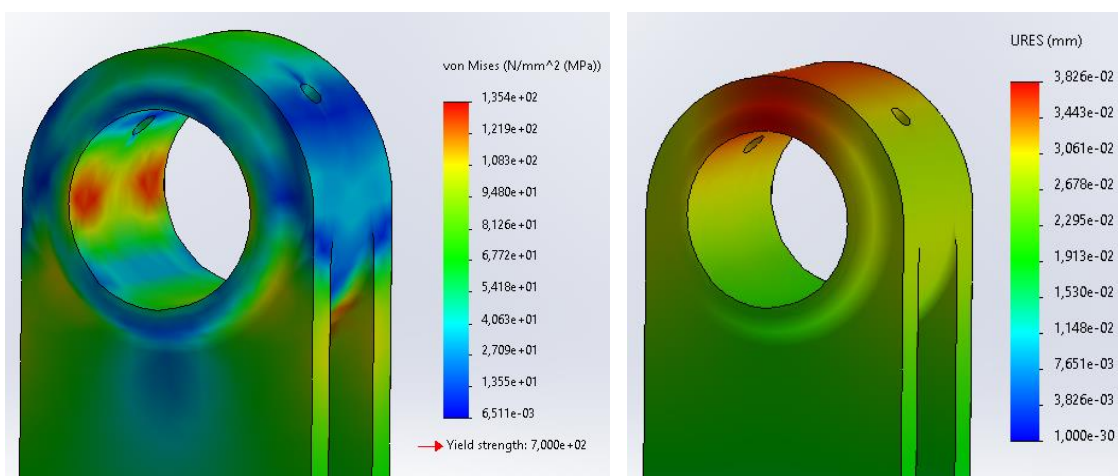 von Mises (N/mm^2 (MPa))
1,354e+02
1,219e+02
1,083e+02
9,480e+01
8,126e+01
6,772e+01
5,418e+01
4,063e+01
2,709e+01
1,355e+01
6,511e-03
Yield strength: 7,000e+02
URES (mm)
3,826e-02
3,443e-02
3,061e-02
2,678e-02
2,295e-02
1,913e-02
1,530e-02
1,148e-02
7,651e-03
3,826e-03
1,000e-30